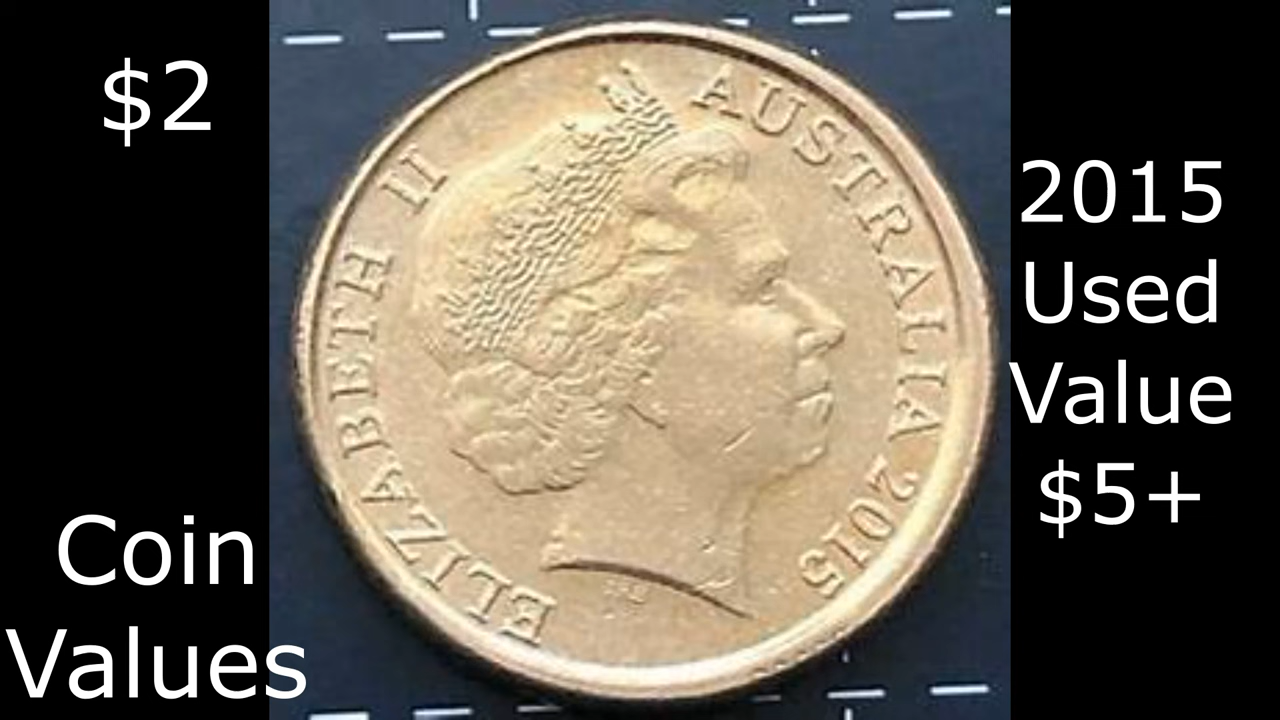 $2
Coin
Values
ELIZABETH II
AUSTRALIA 2015
2015
Used
Value
$5+